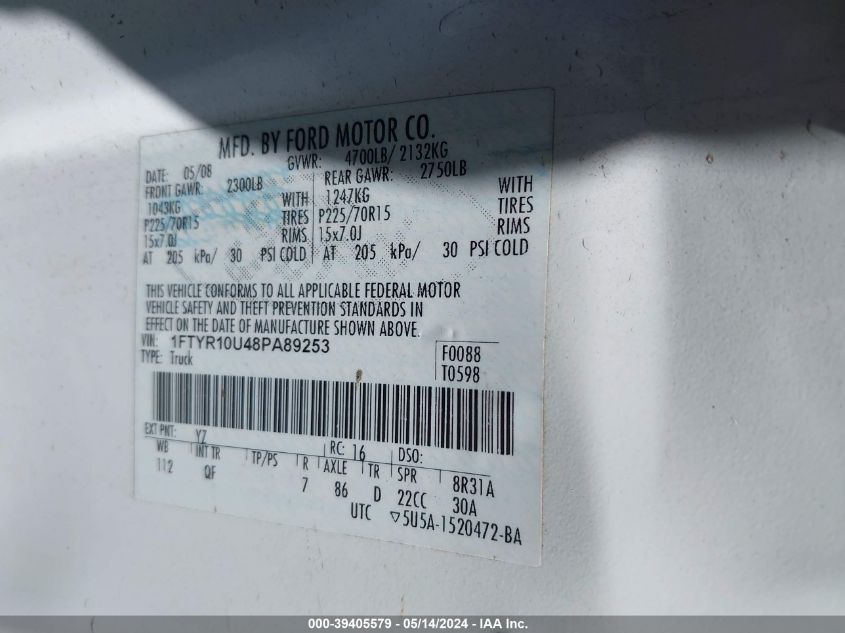 MFD. BY FORD MOTOR CO.
DATE: 05/08 GVWR: 4700LB/ 2132KG
FRONT GAWR: 2300LB REAR GAWR: 2750LB
1043KG WITH 1247KG WITH
P225/70R15 TIRES P225/70R15 TIRES
15x7.0J RIMS 15x7.0J RIMS
AT 205 kPa/ 30 PSI COLD AT 205 kPa/ 30 PSI COLD
THIS VEHICLE CONFORMS TO ALL APPLICABLE FEDERAL MOTOR
VEHICLE SAFETY AND THEFT PREVENTION STANDARDS IN
EFFECT ON THE DATE OF MANUFACTURE SHOWN ABOVE.
VIN: 1FTYR10U48PA89253 F0088
TYPE: Truck T0598
EXT PNT: YZ RC: 16 DSO:
WB INT TR TP/PS R AXLE TR SPR 8R31A
112 QF 7 86 D 22CC 30A
UTC ▽5U5A-1520472-BA
000-39405579 - 05/14/2024 - IAA Inc.